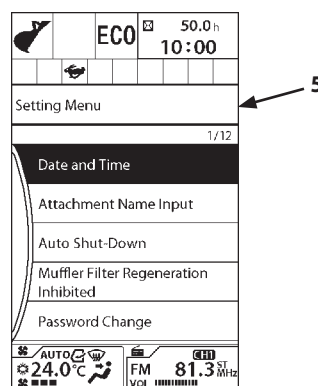 ECO
50.0 h
10:00
Setting Menu
5
1/12
Date and Time
Attachment Name Input
Auto Shut-Down
Muffler Filter Regeneration
Inhibited
Password Change
AUTO
24.0℃
FM
CH1
81.3 ST MHz
VOL